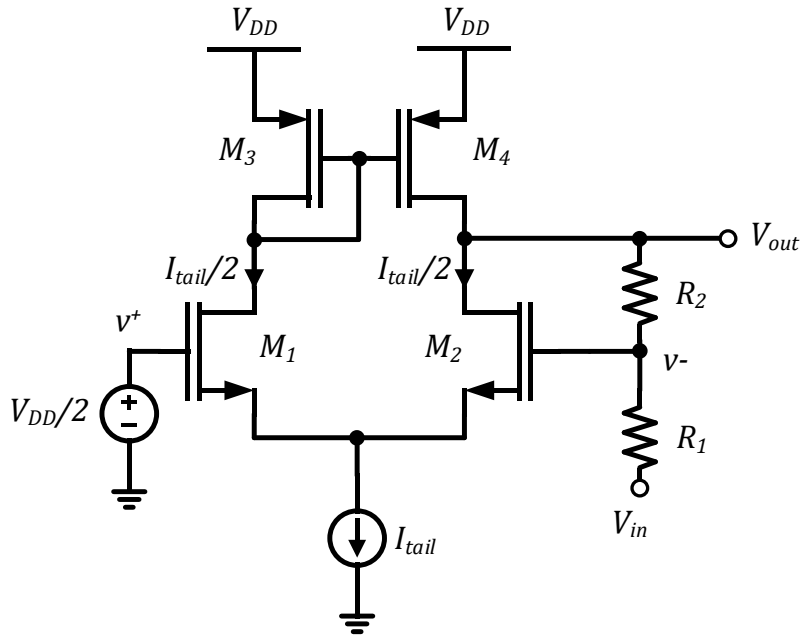 V_DD V_DD
M_3 M_4
V_out
I_tail/2 I_tail/2
R_2
v^+
M_1 M_2
v-
V_DD/2
+
−
R_1
V_in
I_tail